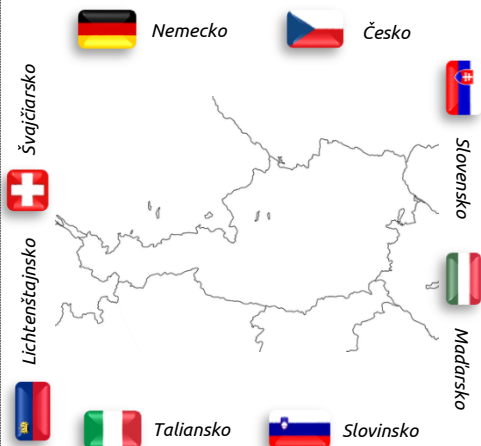 Nemecko
Česko
Švajčiarsko
Slovensko
Lichtenštajnsko
Maďarsko
Taliansko
Slovinsko